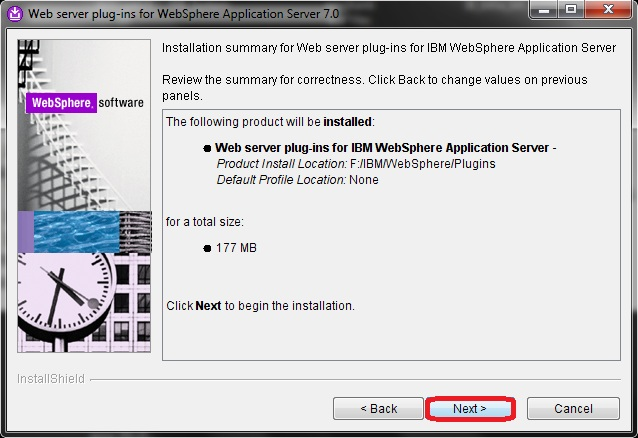 Web server plug-ins for WebSphere Application Server 7.0
WebSphere. software
Installation summary for Web server plug-ins for IBM WebSphere Application Server
Review the summary for correctness. Click Back to change values on previous
panels.
The following product will be installed:
Web server plug-ins for IBM WebSphere Application Server -
Product Install Location: F:/IBM/WebSphere/Plugins
Default Profile Location: None
for a total size:
177 MB
Click Next to begin the installation.
InstallShield
< Back
Next >
Cancel